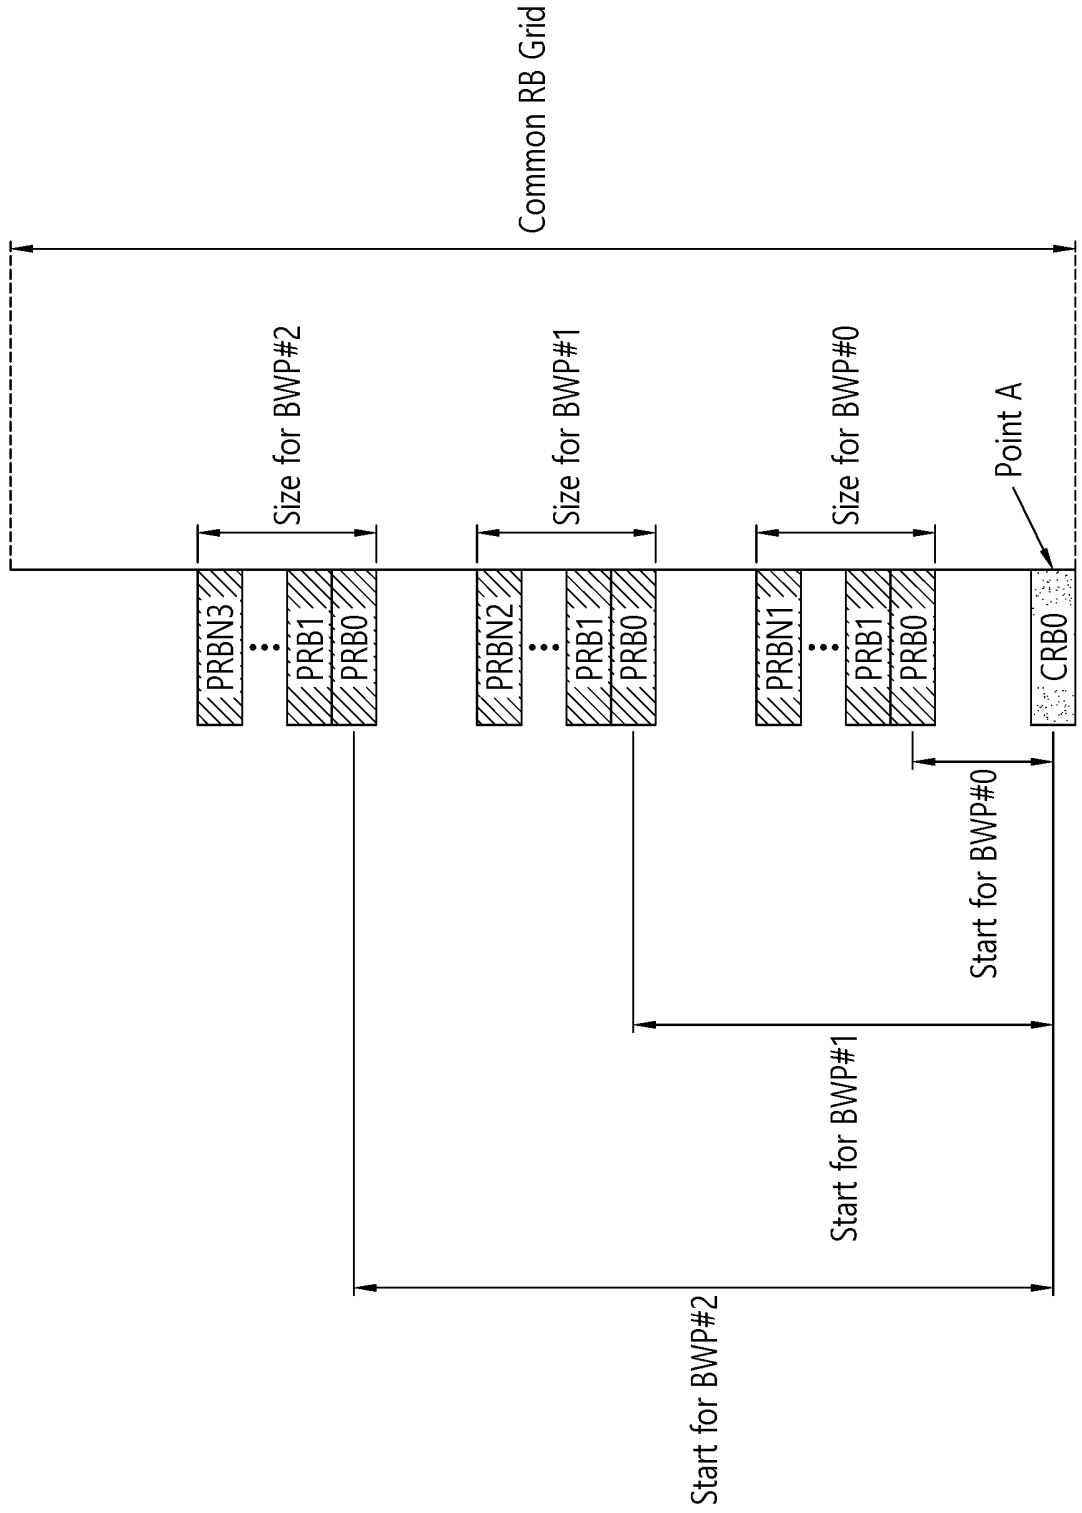 Common RB Grid
Size for BWP#2
Size for BWP#1
Size for BWP#0
Point A
PRBN3
...
PRB1
PRB0
PRBN2
...
PRB1
PRB0
PRBN1
...
PRB1
PRB0
CRB0
Start for BWP#0
Start for BWP#1
Start for BWP#2